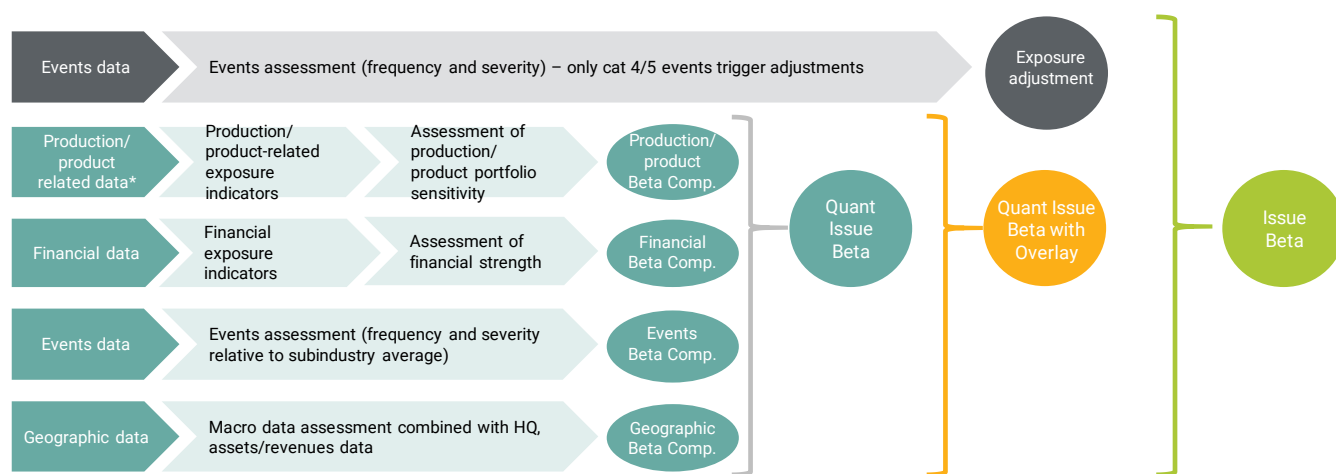 Events data
Events assessment (frequency and severity) – only cat 4/5 events trigger adjustments
Exposure
adjustment
Production/
product
related data*
Production/
product-related
exposure
indicators
Assessment of
production/
product portfolio
sensitivity
Production/
product
Beta Comp.
Financial data
Financial
exposure
indicators
Assessment of
financial strength
Financial
Beta Comp.
Quant
Issue
Beta
Quant Issue
Beta with
Overlay
Issue
Beta
Events data
Events assessment (frequency and severity
relative to subindustry average)
Events
Beta Comp.
Geographic data
Macro data assessment combined with HQ,
assets/revenues data
Geographic
Beta Comp.